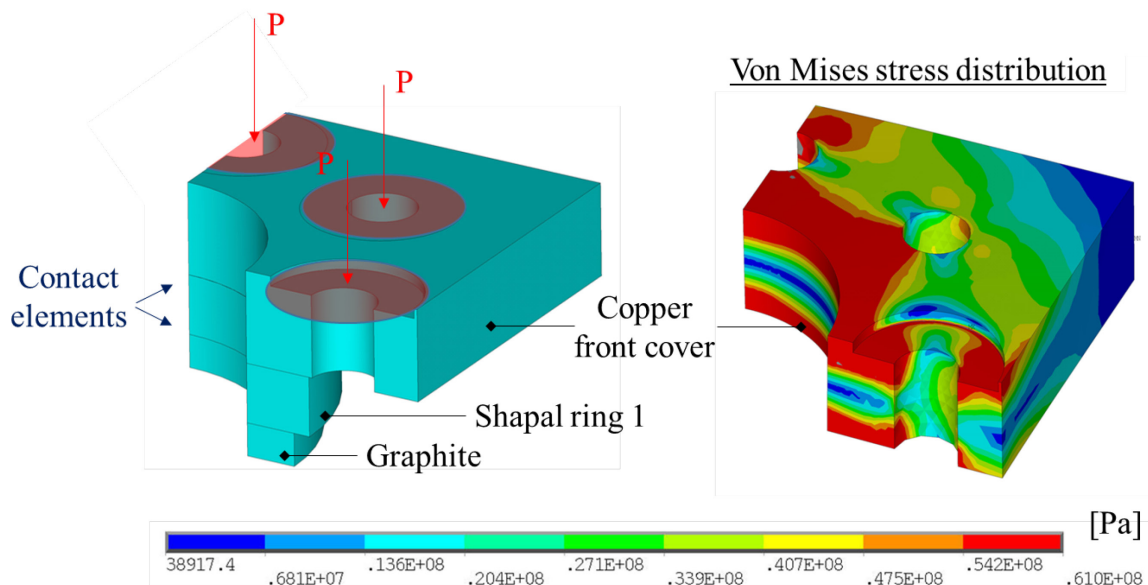 P
P
P
Von Mises stress distribution
Contact
elements
Copper
front cover
Shapal ring 1
Graphite
[Pa]
38917.4 .136E+08 .271E+08 .407E+08 .542E+08
.681E+07 .204E+08 .339E+08 .475E+08 .610E+08